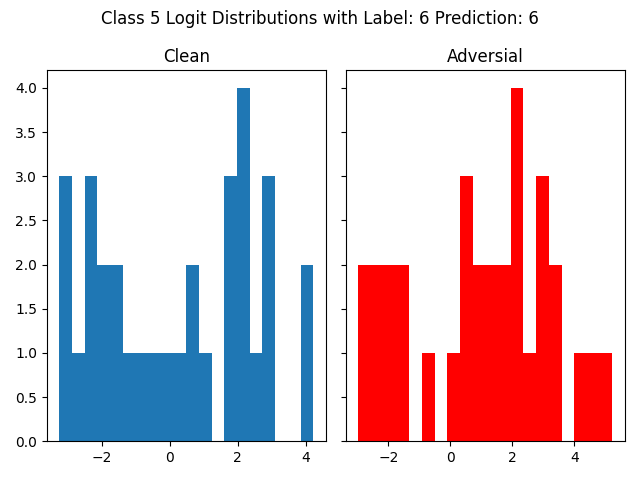 Class 5 Logit Distributions with Label: 6 Prediction: 6
Clean
Adversial
4.0
3.5
3.0
2.5
2.0
1.5
1.0
0.5
0.0
−2 0 2 4
−2 0 2 4